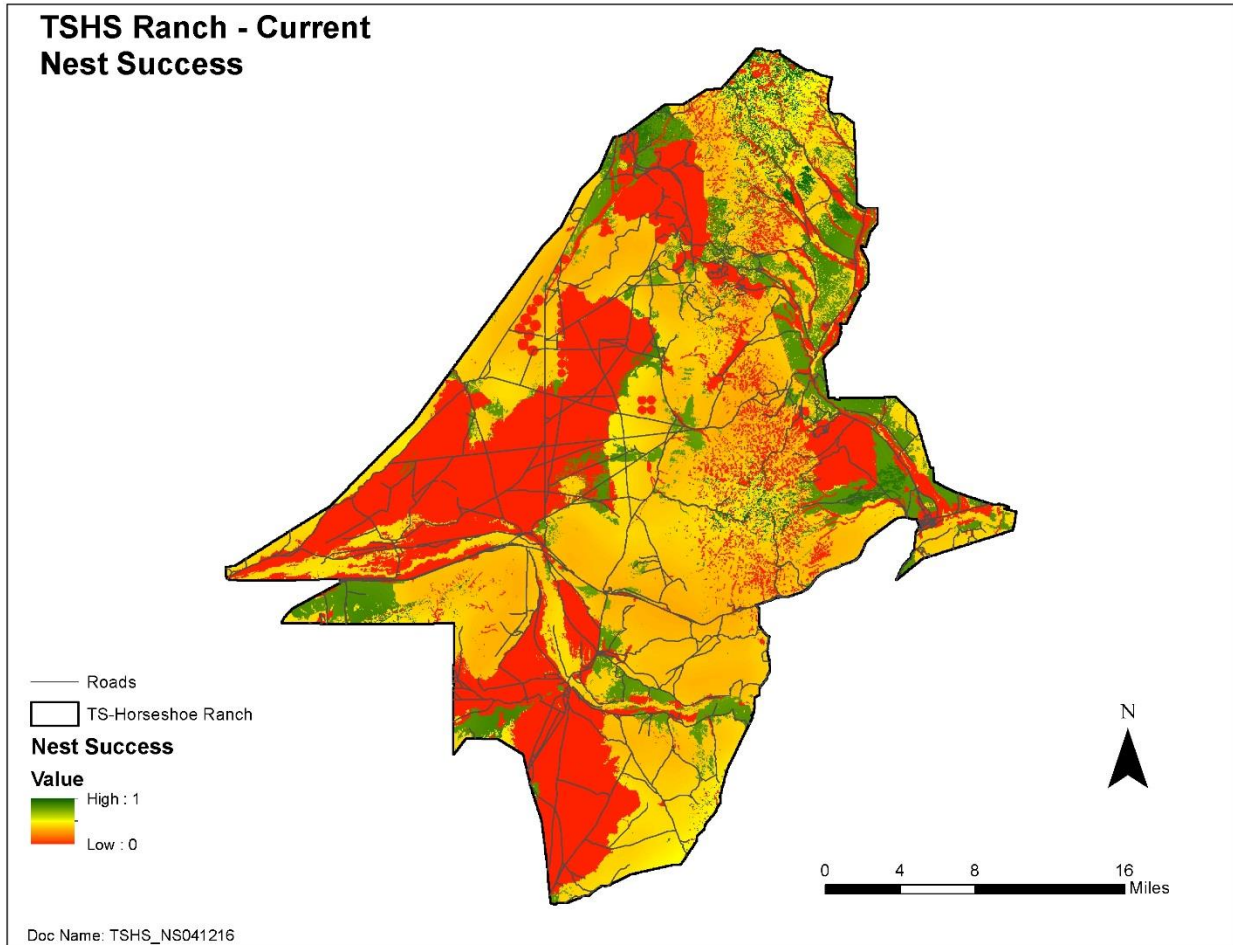 TSHS Ranch - Current
Nest Success
Roads
TS-Horseshoe Ranch
Nest Success
Value
High : 1
Low : 0
N
0 4 8 16
Miles
Doc Name: TSHS_NS041216